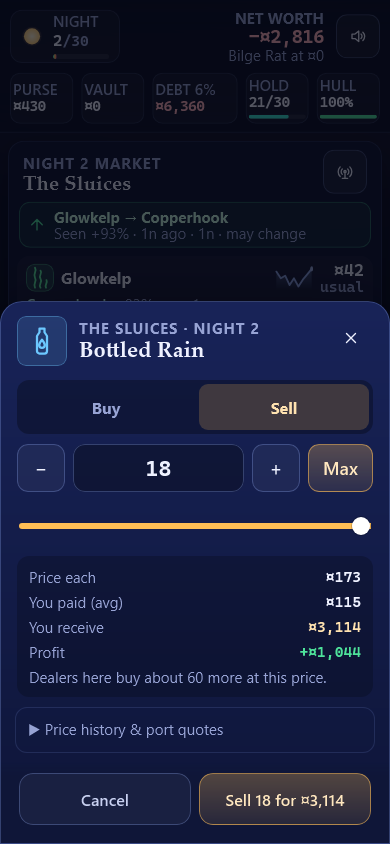 NIGHT
2/30
NET WORTH
−¤2,816
Bilge Rat at ¤0
PURSE
¤430
VAULT
¤0
DEBT 6%
¤6,360
HOLD
21/30
HULL
100%
NIGHT 2 MARKET
The Sluices
Glowkelp → Copperhook
Seen +93% · 1n ago · 1n · may change
Glowkelp
¤42
usual
THE SLUICES · NIGHT 2
Bottled Rain
×
Buy
Sell
−
18
+
Max
Price each ¤173
You paid (avg) ¤115
You receive ¤3,114
Profit +¤1,044
Dealers here buy about 60 more at this price.
▶ Price history & port quotes
Cancel
Sell 18 for ¤3,114